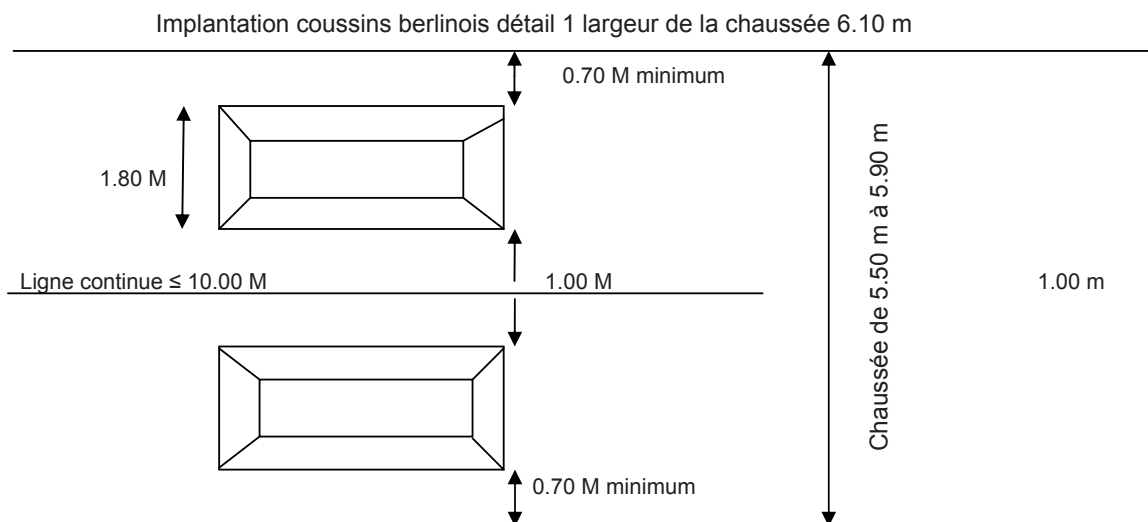 Implantation coussins berlinois détail 1 largeur de la chaussée 6.10 m
0.70 M minimum
1.80 M
Chaussée de 5.50 m à 5.90 m
Ligne continue ≤ 10.00 M
1.00 M
1.00 m
0.70 M minimum